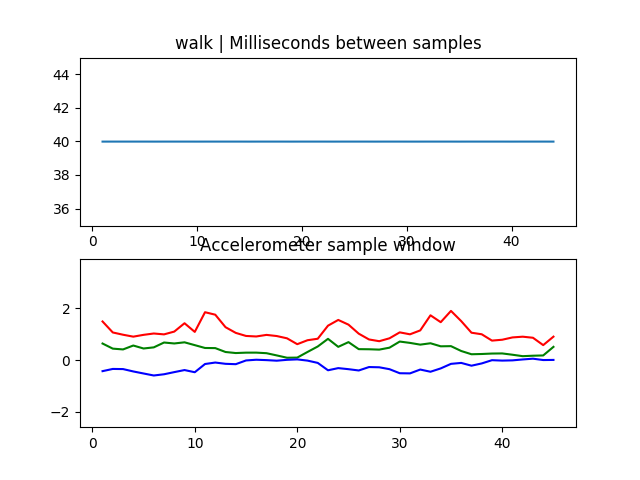 walk | Milliseconds between samples
44
42
40
38
36
0 10 20 30 40
Accelerometer sample window
2
0
−2
0 10 20 30 40